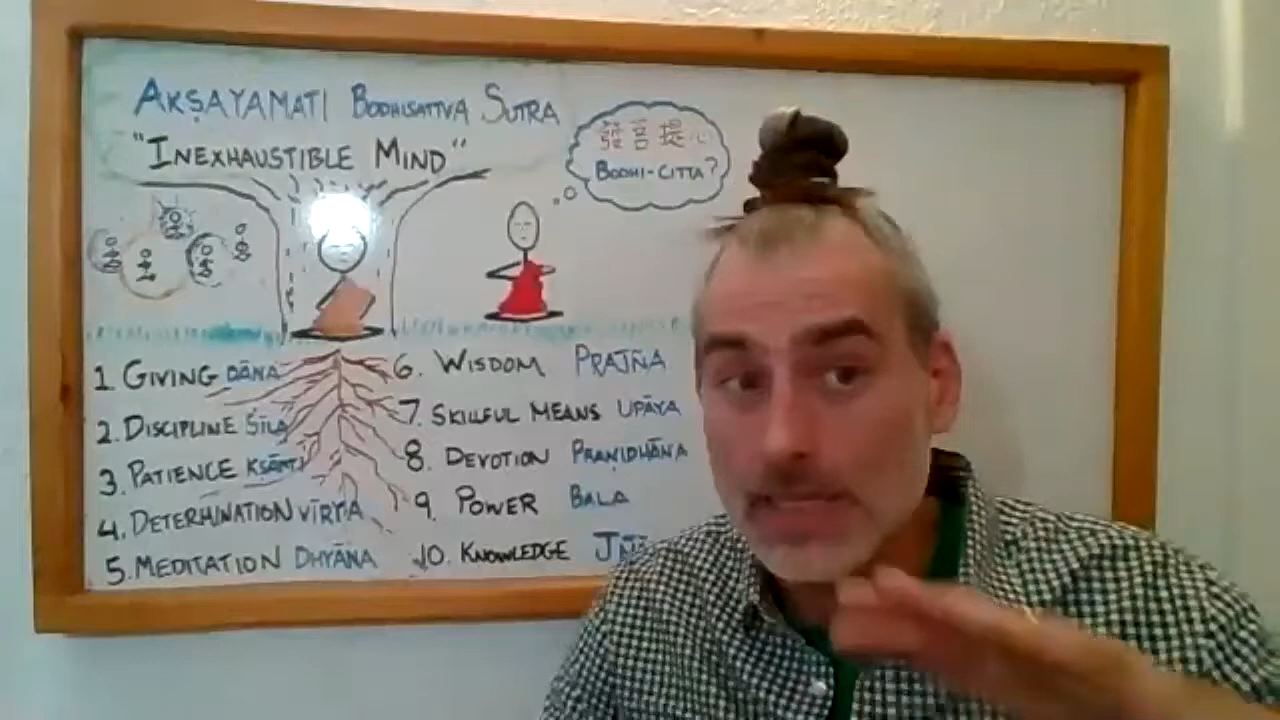 AKṢAYAMATI BODHISATTVA SUTRA
"INEXHAUSTIBLE MIND"
發菩提心
BODHI-CITTA?
1. GIVING DĀNA
2. DISCIPLINE ŚĪLA
3. PATIENCE KṢĀNTI
4. DETERMINATION VĪRYA
5. MEDITATION DHYĀNA
6. WISDOM PRAJÑA
7. SKILLFUL MEANS UPĀYA
8. DEVOTION PRAṆIDHĀNA
9. POWER BALA
10. KNOWLEDGE